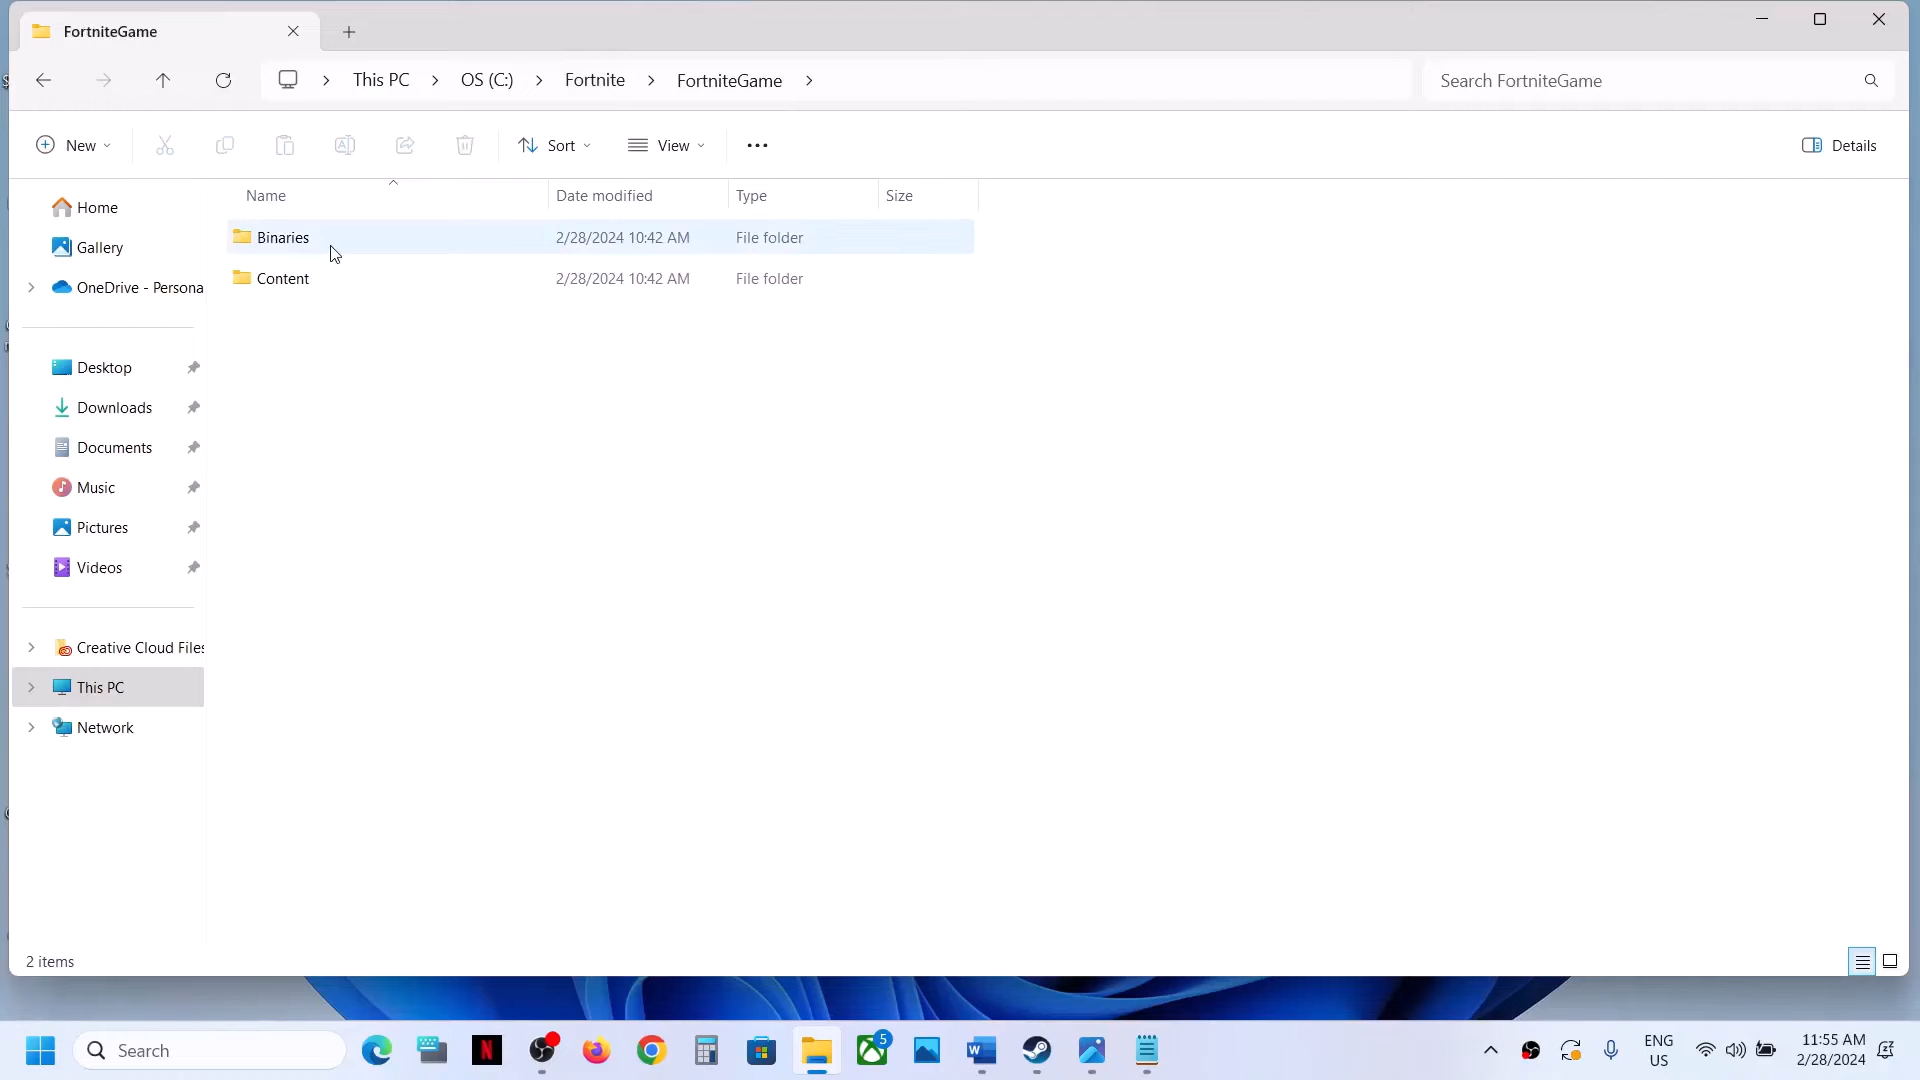 FortniteGame
This PC > OS (C:) > Fortnite > FortniteGame >
Search FortniteGame
New
Sort
View
Details
Name
Date modified
Type
Size
Binaries
2/28/2024 10:42 AM
File folder
Content
2/28/2024 10:42 AM
File folder
Home
Gallery
OneDrive - Persona
Desktop
Downloads
Documents
Music
Pictures
Videos
Creative Cloud Files
This PC
Network
2 items
Search
5
ENG
US
11:55 AM
2/28/2024